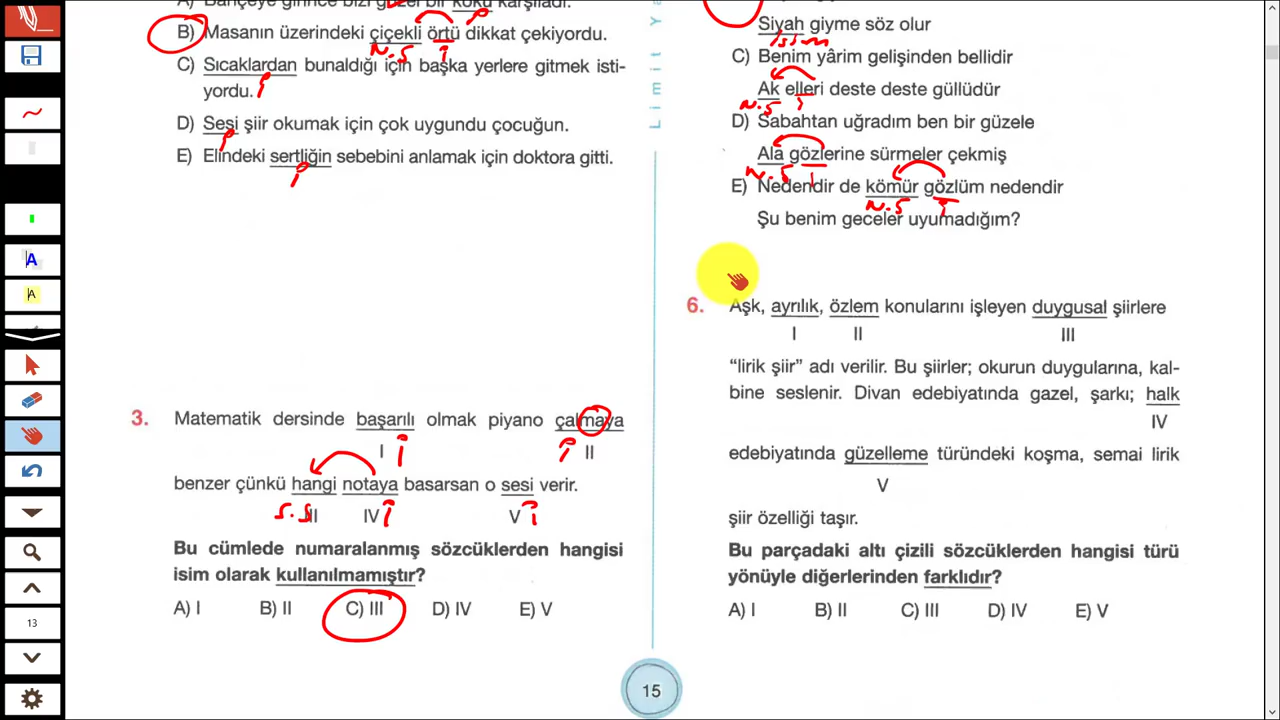 A) Bahçeye girince bizi güzel bir koku karşıladı.
B) Masanın üzerindeki çiçekli örtü dikkat çekiyordu.
N.S i
C) Sıcaklardan bunaldığı için başka yerlere gitmek isti-
yordu.
i
D) Sesi şiir okumak için çok uygundu çocuğun.
i
E) Elindeki sertliğin sebebini anlamak için doktora gitti.
i
3. Matematik dersinde başarılı olmak piyano çalmaya
I i i II
benzer çünkü hangi notaya basarsan o sesi verir.
S.S III IV i V i
Bu cümlede numaralanmış sözcüklerden hangisi
isim olarak kullanılmamıştır?
A) I B) II C) III D) IV E) V
Limit Ya
Siyah giyme söz olur
isim
C) Benim yârim gelişinden bellidir
Ak elleri deste deste güllüdür
N.S i
D) Sabahtan uğradım ben bir güzele
Ala gözlerine sürmeler çekmiş
N.S i
E) Nedendir de kömür gözlüm nedendir
N.S i
Şu benim geceler uyumadığım?
6. Aşk, ayrılık, özlem konularını işleyen duygusal şiirlere
I II III
“lirik şiir” adı verilir. Bu şiirler; okurun duygularına, kal-
bine seslenir. Divan edebiyatında gazel, şarkı; halk
IV
edebiyatında güzelleme türündeki koşma, semai lirik
V
şiir özelliği taşır.
Bu parçadaki altı çizili sözcüklerden hangisi türü
yönüyle diğerlerinden farklıdır?
A) I B) II C) III D) IV E) V
15
A
A
13